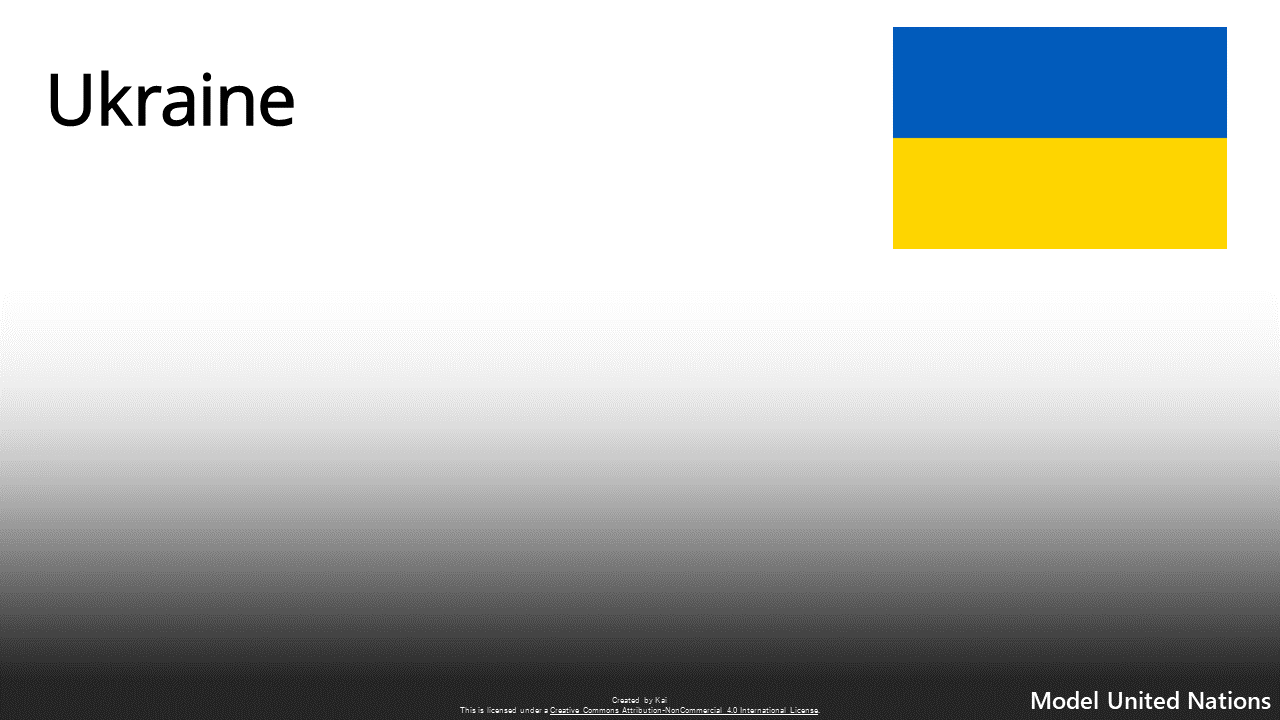 Ukraine
Created by Kai
This is licensed under a Creative Commons Attribution-NonCommercial 4.0 International License.
Model United Nations